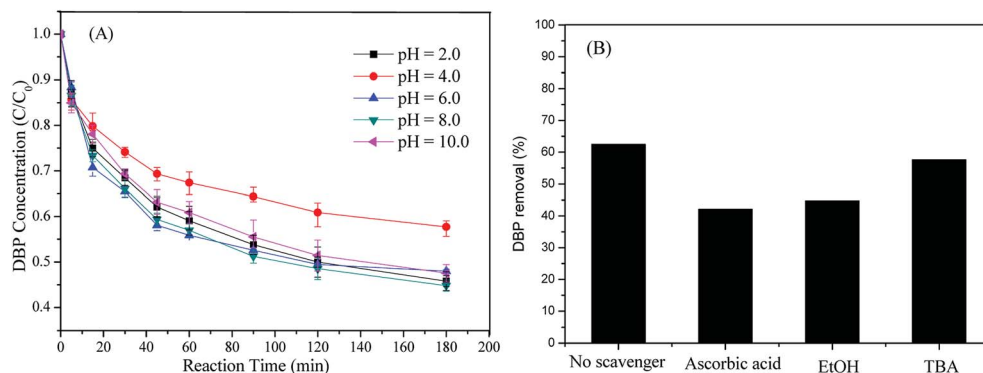 (A)
pH = 2.0
pH = 4.0
pH = 6.0
pH = 8.0
pH = 10.0
DBP Concentration (C/C₀)
1.0
0.9
0.8
0.7
0.6
0.5
0.4
0 20 40 60 80 100 120 140 160 180 200
Reaction Time (min)
(B)
DBP removal (%)
100
90
80
70
60
50
40
30
20
10
0
No scavenger Ascorbic acid EtOH TBA